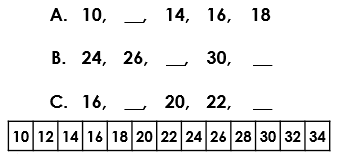 A. 10, __, 14, 16, 18
B. 24, 26, __, 30, __
C. 16, __, 20, 22, __
10 12 14 16 18 20 22 24 26 28 30 32 34